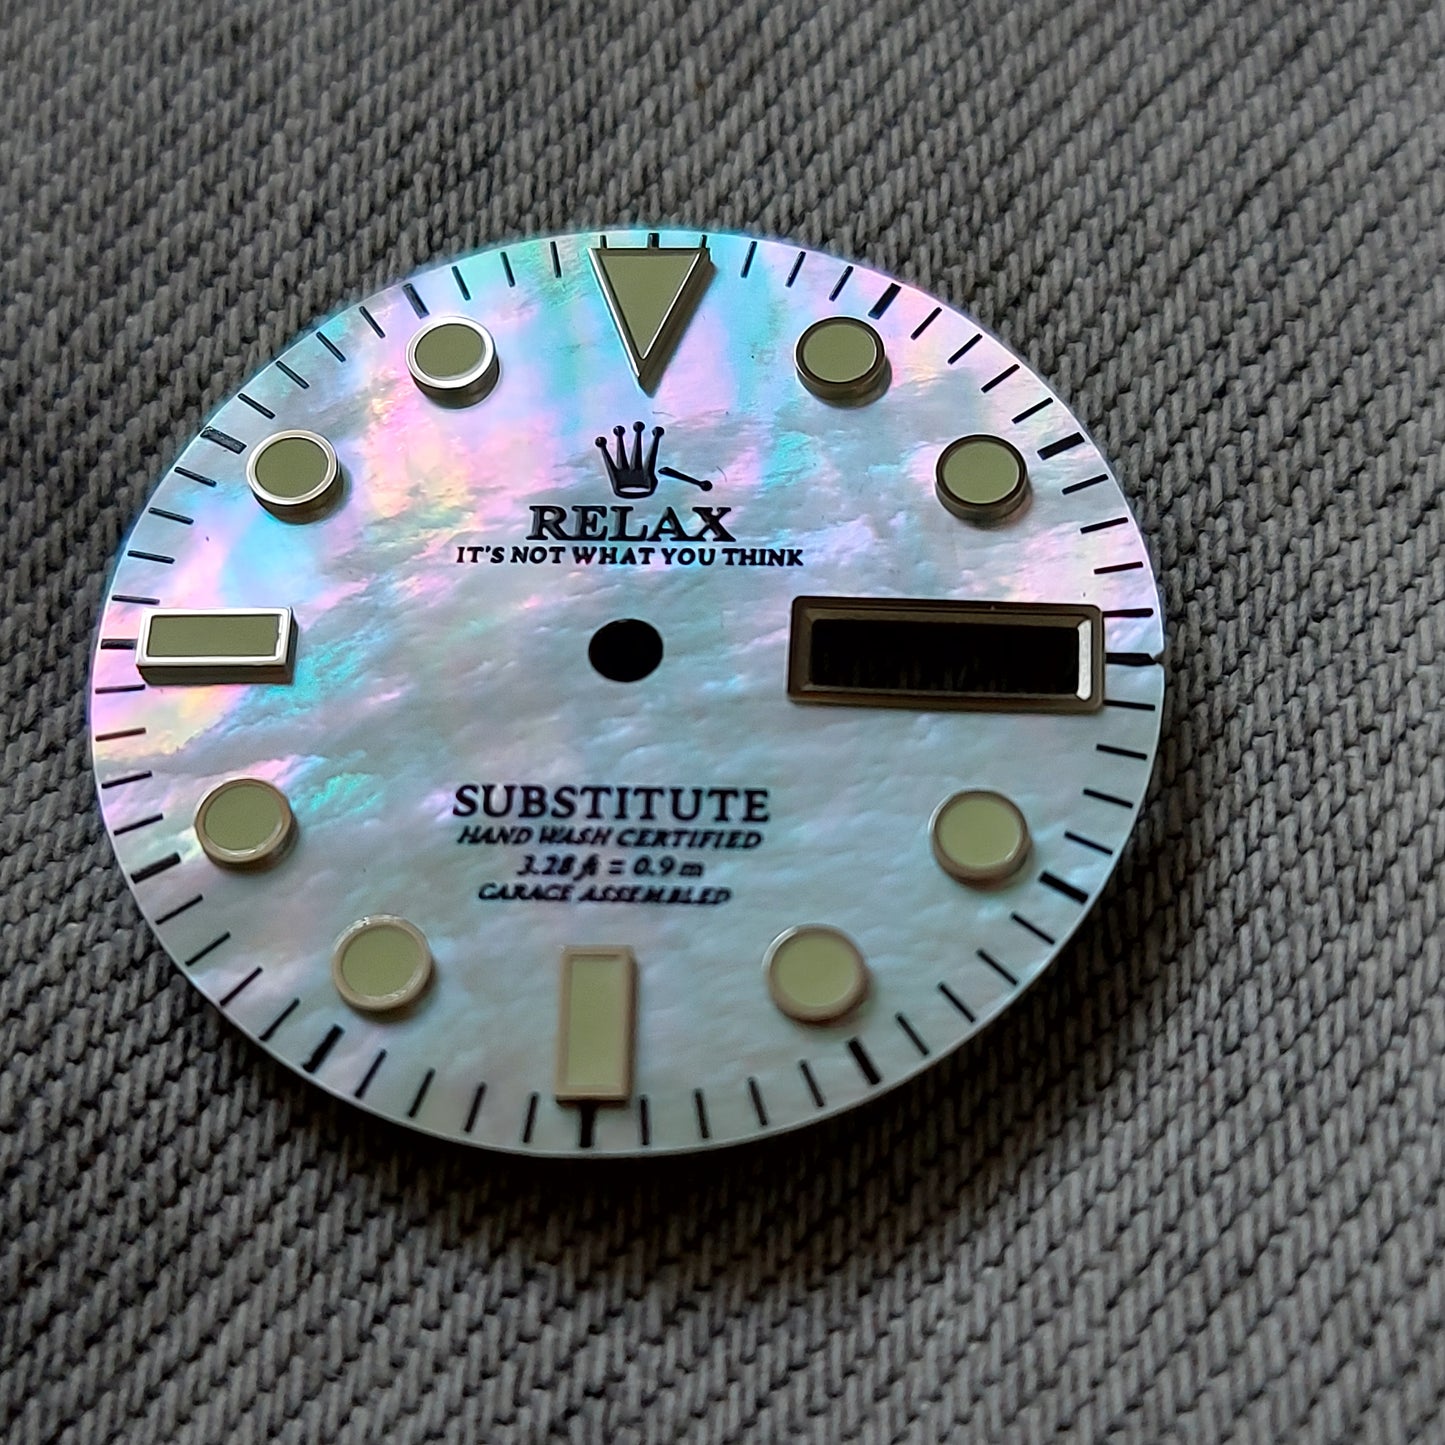 RELAX
IT'S NOT WHAT YOU THINK
SUBSTITUTE
HAND WASH CERTIFIED
3.28 ft = 0.9 m
GARAGE ASSEMBLED